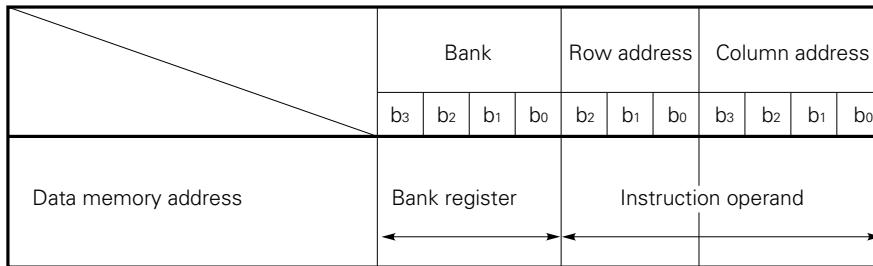 Bank Row address Column address
b3 b2 b1 b0 b2 b1 b0 b3 b2 b1 b0
Data memory address Bank register Instruction operand